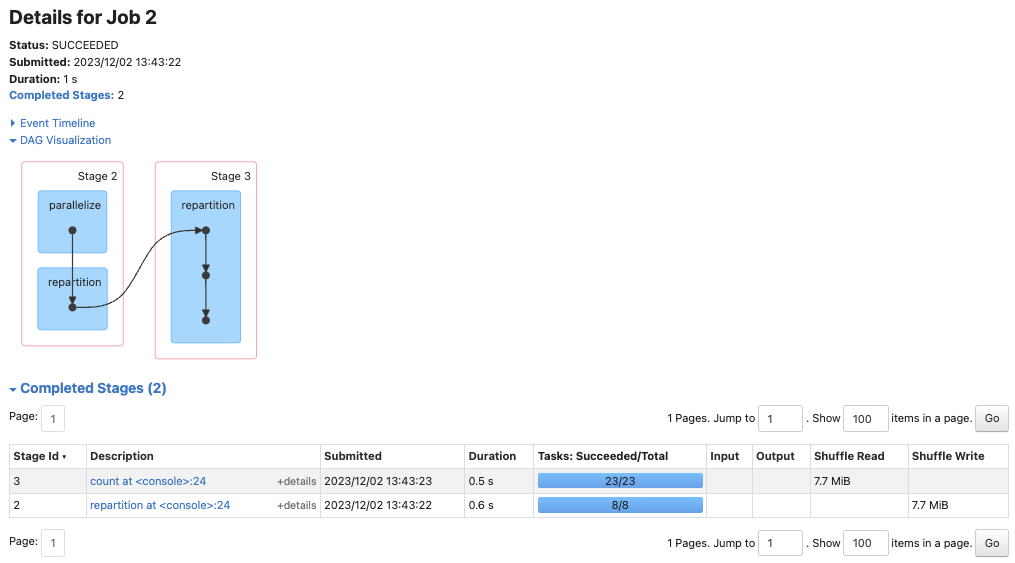 Details for Job 2
Status: SUCCEEDED
Submitted: 2023/12/02 13:43:22
Duration: 1 s
Completed Stages: 2
Event Timeline
DAG Visualization
Stage 2 Stage 3
parallelize repartition
repartition
Completed Stages (2)
Page: 1 1 Pages. Jump to 1 . Show 100 items in a page. Go
Stage Id ▾ Description Submitted Duration Tasks: Succeeded/Total Input Output Shuffle Read Shuffle Write
3 count at <console>:24 +details 2023/12/02 13:43:23 0.5 s 23/23 7.7 MiB
2 repartition at <console>:24 +details 2023/12/02 13:43:22 0.6 s 8/8 7.7 MiB
Page: 1 1 Pages. Jump to 1 . Show 100 items in a page. Go